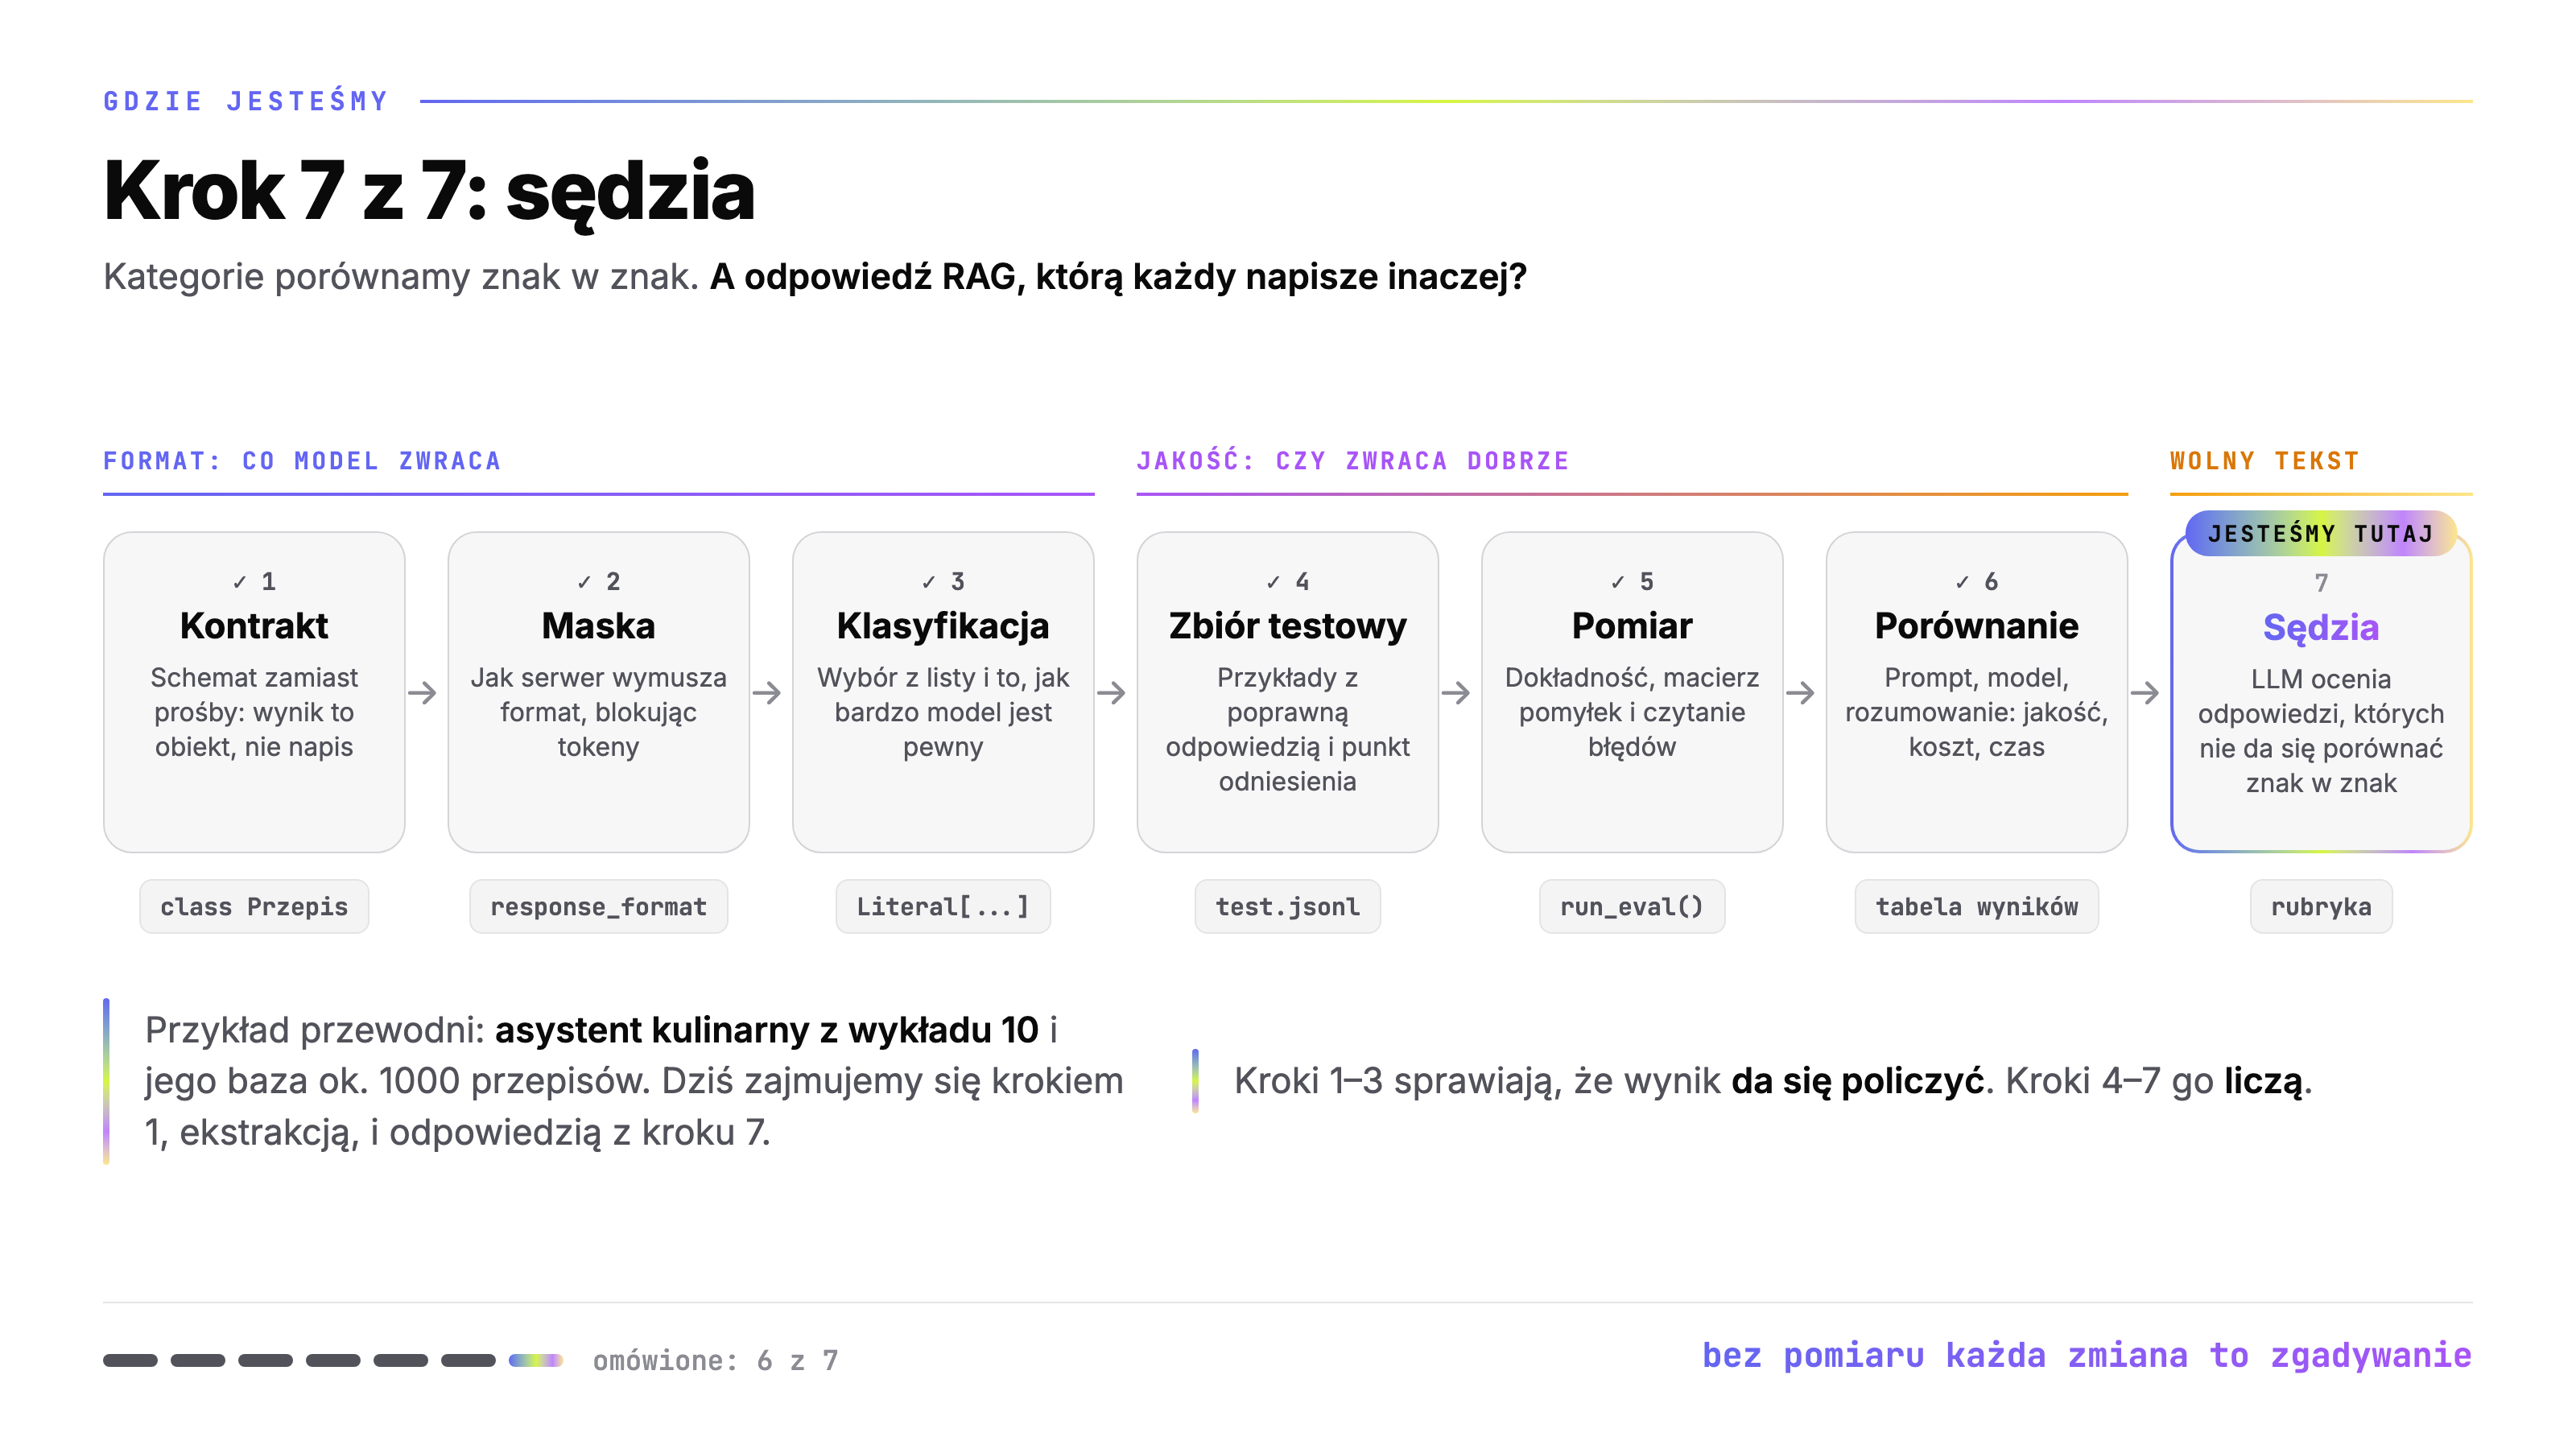 GDZIE JESTEŚMY
Krok 7 z 7: sędzia
Kategorie porównamy znak w znak. A odpowiedź RAG, którą każdy napisze inaczej?
FORMAT: CO MODEL ZWRACA
✓ 1
Kontrakt
Schemat zamiast
prośby: wynik to
obiekt, nie napis
class Przepis
✓ 2
Maska
Jak serwer wymusza
format, blokując
tokeny
response_format
✓ 3
Klasyfikacja
Wybór z listy i to, jak
bardzo model jest
pewny
Literal[...]
JAKOŚĆ: CZY ZWRACA DOBRZE
✓ 4
Zbiór testowy
Przykłady z
poprawną
odpowiedzią i punkt
odniesienia
test.jsonl
✓ 5
Pomiar
Dokładność, macierz
pomyłek i czytanie
błędów
run_eval()
✓ 6
Porównanie
Prompt, model,
rozumowanie: jakość,
koszt, czas
tabela wyników
WOLNY TEKST
JESTEŚMY TUTAJ
7
Sędzia
LLM ocenia
odpowiedzi, których
nie da się porównać
znak w znak
rubryka
Przykład przewodni: asystent kulinarny z wykładu 10 i
jego baza ok. 1000 przepisów. Dziś zajmujemy się krokiem
1, ekstrakcją, i odpowiedzią z kroku 7.
Kroki 1–3 sprawiają, że wynik da się policzyć. Kroki 4–7 go liczą.
omówione: 6 z 7
bez pomiaru każda zmiana to zgadywanie